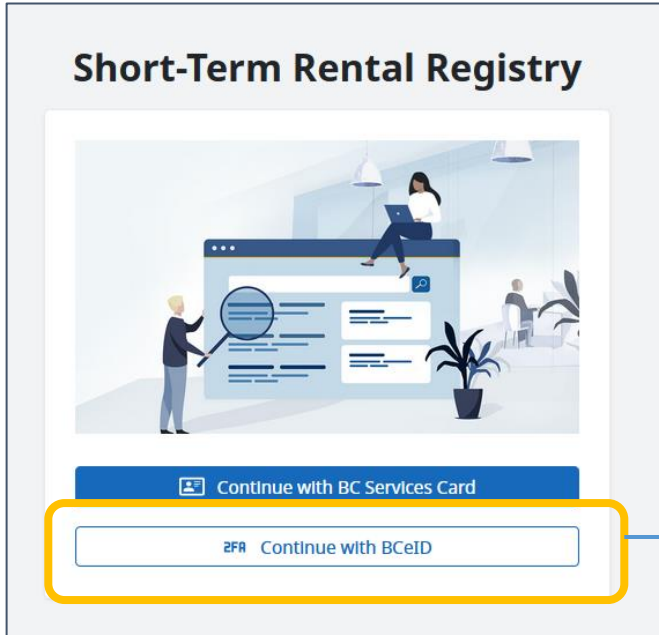 Short-Term Rental Registry
Continue with BC Services Card
2FA Continue with BCeID